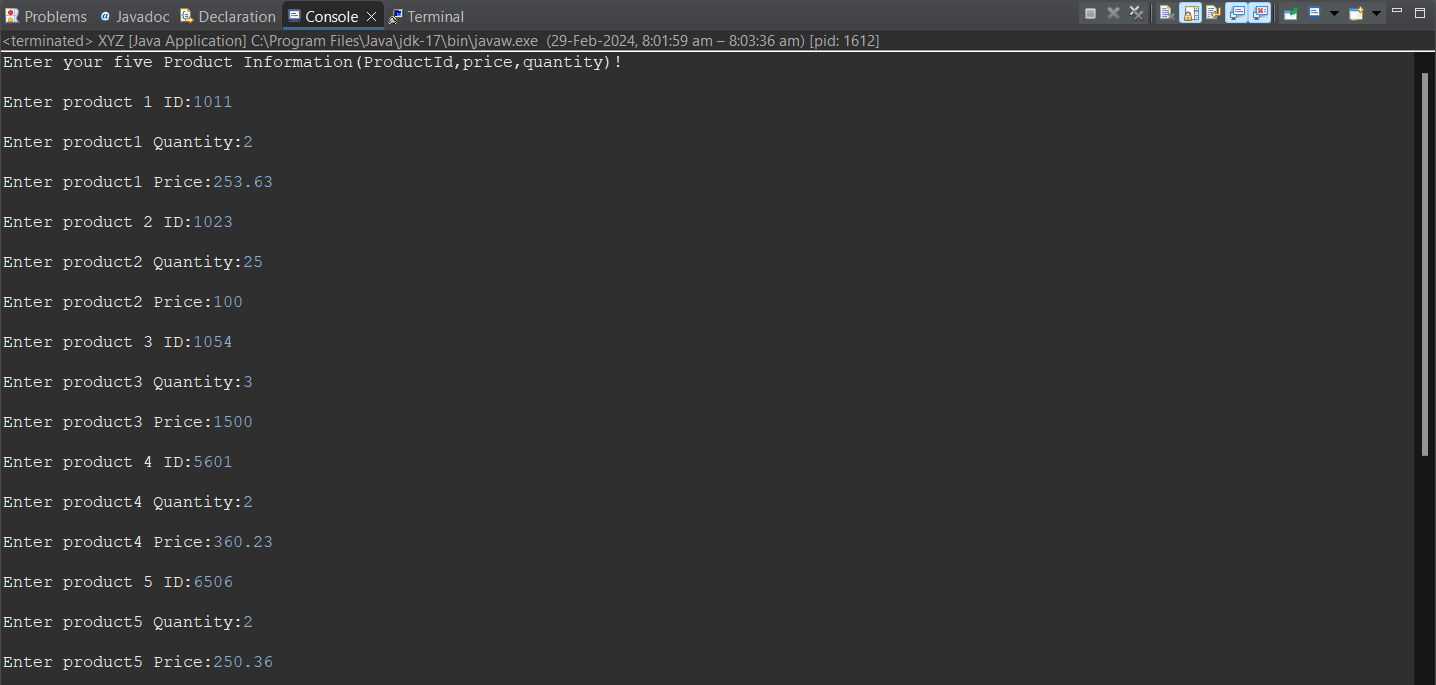 Problems @ Javadoc Declaration Console Terminal
<terminated> XYZ [Java Application] C:\Program Files\Java\jdk-17\bin\javaw.exe (29-Feb-2024, 8:01:59 am – 8:03:36 am) [pid: 1612]
Enter your five Product Information(ProductId,price,quantity)!
Enter product 1 ID:1011
Enter product1 Quantity:2
Enter product1 Price:253.63
Enter product 2 ID:1023
Enter product2 Quantity:25
Enter product2 Price:100
Enter product 3 ID:1054
Enter product3 Quantity:3
Enter product3 Price:1500
Enter product 4 ID:5601
Enter product4 Quantity:2
Enter product4 Price:360.23
Enter product 5 ID:6506
Enter product5 Quantity:2
Enter product5 Price:250.36